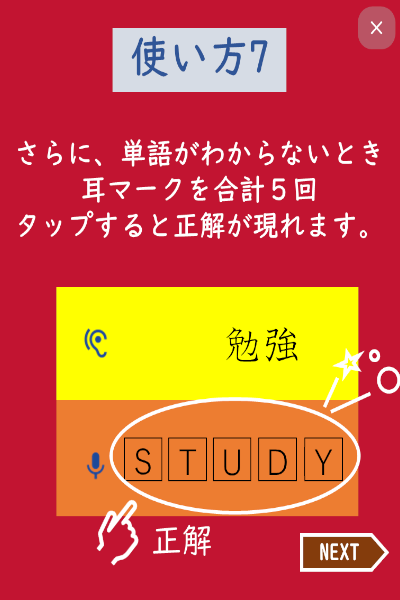 使い方7
さらに、単語がわからないとき
耳マークを合計５回
タップすると正解が現れます。
勉強
STUDY
正解
NEXT